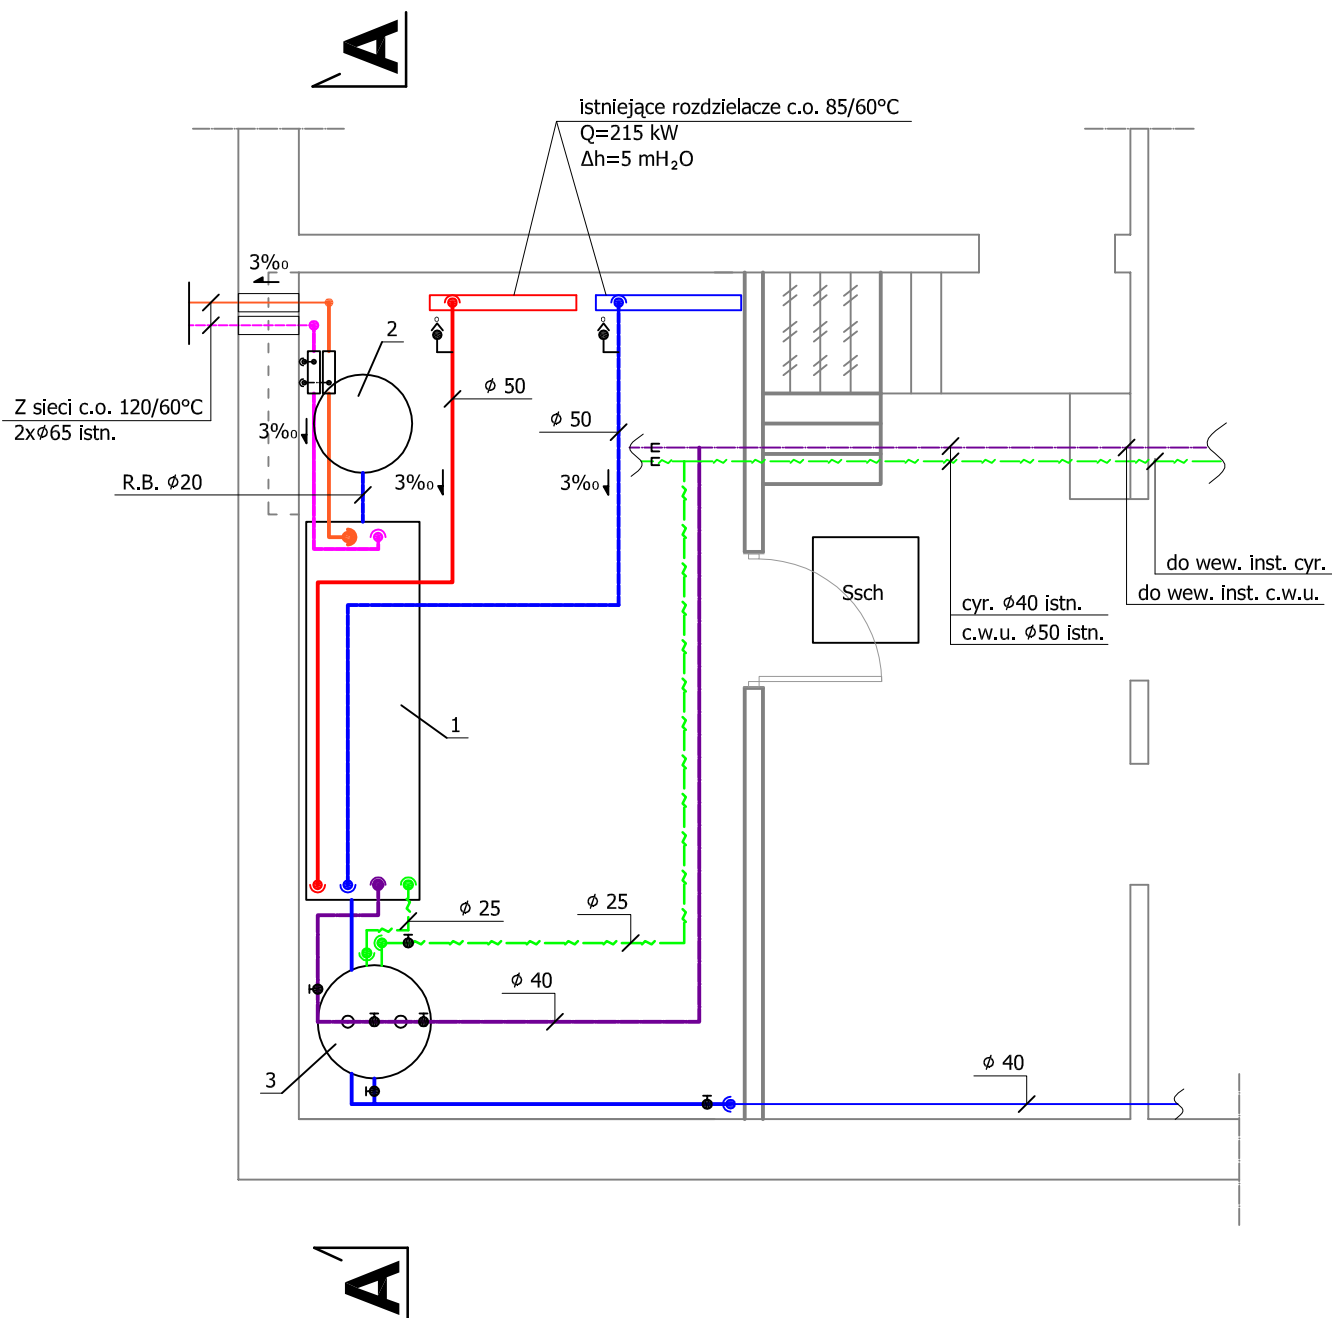 A
istniejące rozdzielacze c.o. 85/60°C
Q=215 kW
Δh=5 mH₂O
3‰
2
Z sieci c.o. 120/60°C
2xϕ65 istn.
ϕ 50
ϕ 50
3‰
R.B. ϕ20
3‰
3‰
do wew. inst. cyr.
do wew. inst. c.w.u.
Ssch
cyr. ϕ40 istn.
c.w.u. ϕ50 istn.
1
ϕ 25
ϕ 25
ϕ 40
3
ϕ 40
A